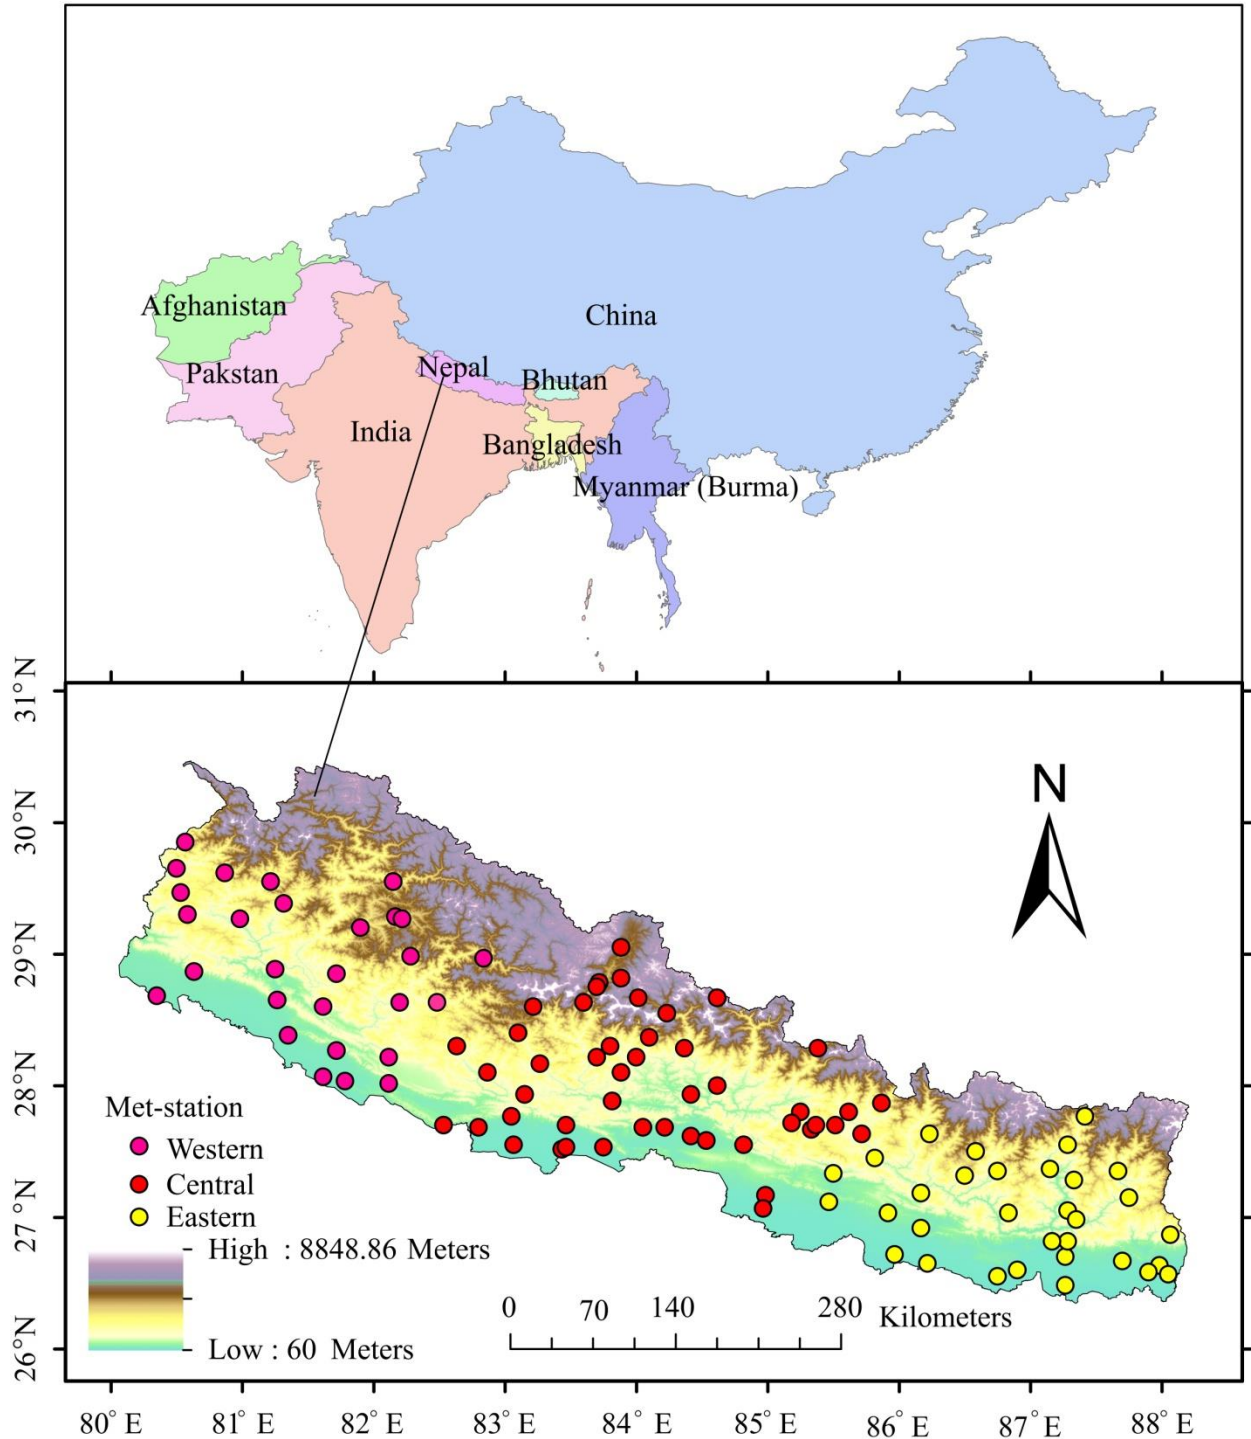 Afghanistan
China
Pakstan
Nepal
Bhutan
India
Bangladesh
Myanmar (Burma)
31°N
30°N
29°N
28°N
27°N
26°N
N
Met-station
Western
Central
Eastern
High : 8848.86 Meters
Low : 60 Meters
0 70 140 280 Kilometers
80° E 81° E 82° E 83° E 84° E 85° E 86° E 87° E 88° E